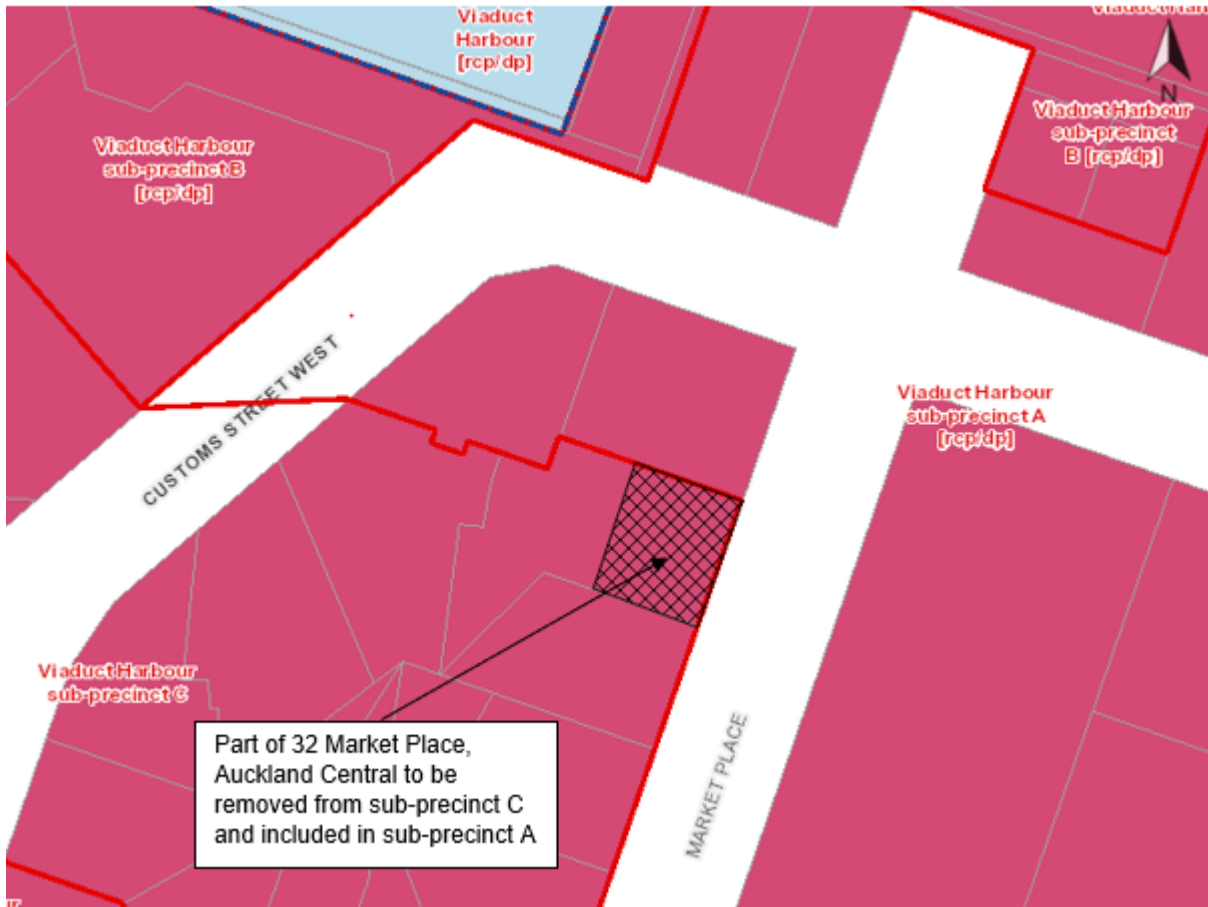 Viaduct
Harbour
[rcp/dp]
N
Viaduct Harbour
sub-precinct B
[rcp/dp]
Viaduct Harbour
sub-precinct
B [rcp/dp]
CUSTOMS STREET WEST
Viaduct Harbour
sub-precinct A
[rcp/dp]
Viaduct Harbour
sub-precinct C
Part of 32 Market Place,
Auckland Central to be
removed from sub-precinct C
and included in sub-precinct A
MARKET PLACE